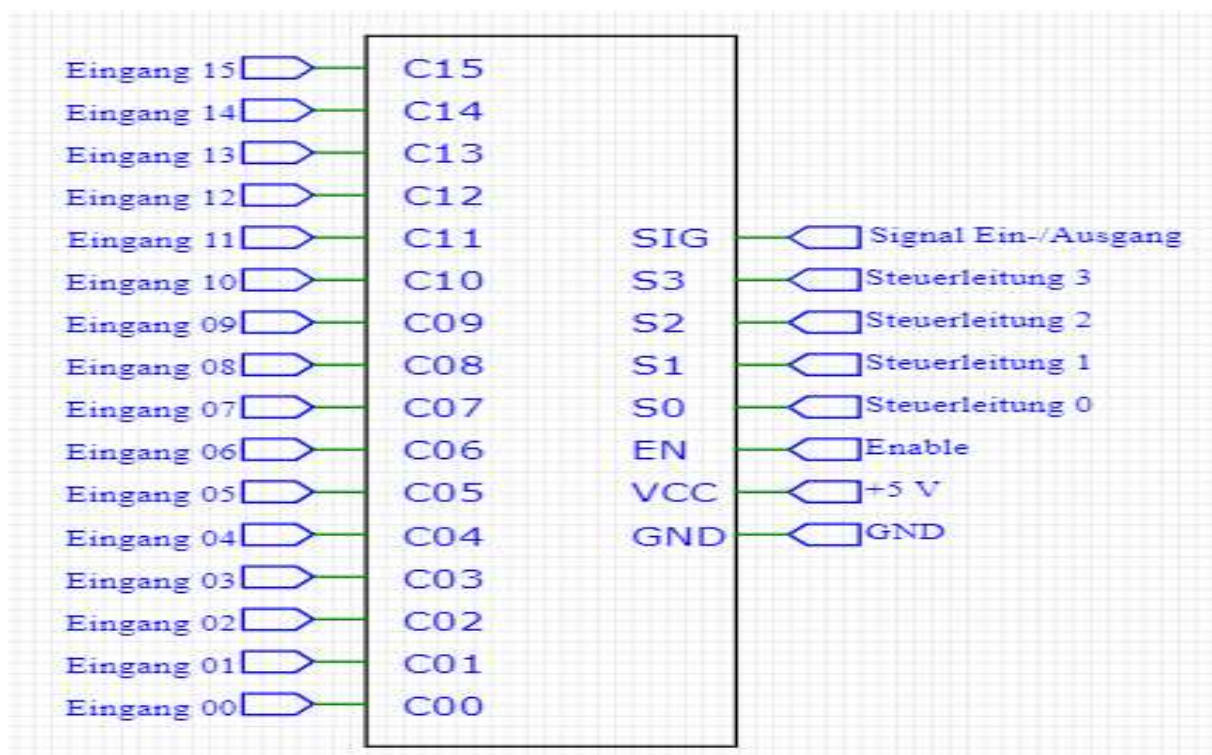 Eingang 15 C15
Eingang 14 C14
Eingang 13 C13
Eingang 12 C12
Eingang 11 C11 SIG Signal Ein-/Ausgang
Eingang 10 C10 S3 Steuerleitung 3
Eingang 09 C09 S2 Steuerleitung 2
Eingang 08 C08 S1 Steuerleitung 1
Eingang 07 C07 S0 Steuerleitung 0
Eingang 06 C06 EN Enable
Eingang 05 C05 VCC +5 V
Eingang 04 C04 GND GND
Eingang 03 C03
Eingang 02 C02
Eingang 01 C01
Eingang 00 C00